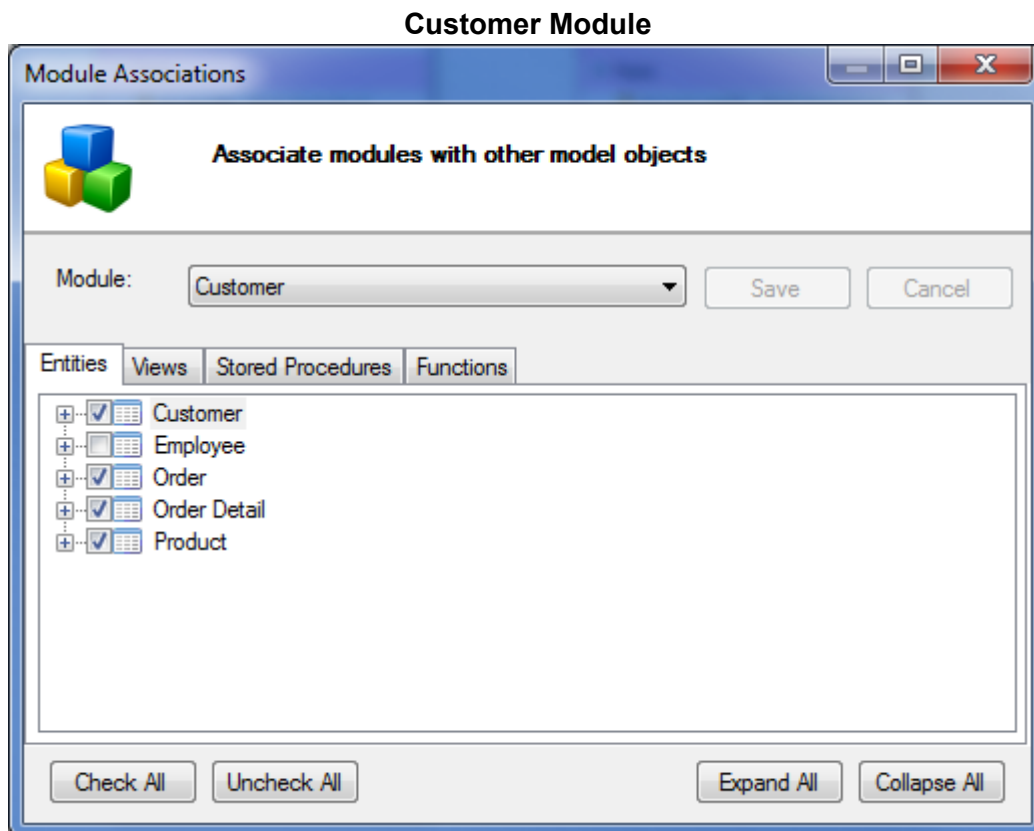 Customer Module
Module Associations
Associate modules with other model objects
Module: Customer Save Cancel
Entities Views Stored Procedures Functions
Customer
Employee
Order
Order Detail
Product
Check All Uncheck All Expand All Collapse All